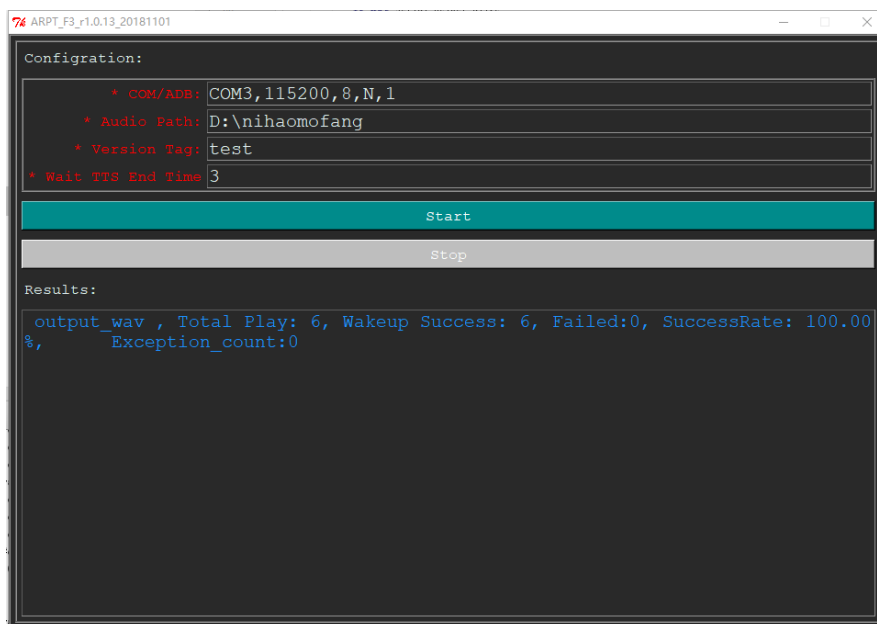 ARPT_F3_r1.0.13_20181101
Configration:
* COM/ADB: COM3,115200,8,N,1
* Audio Path: D:\nihaomofang
* Version Tag: test
* Wait TTS End Time 3
Start
Stop
Results:
output_wav , Total Play: 6, Wakeup Success: 6, Failed:0, SuccessRate: 100.00
%, Exception_count:0